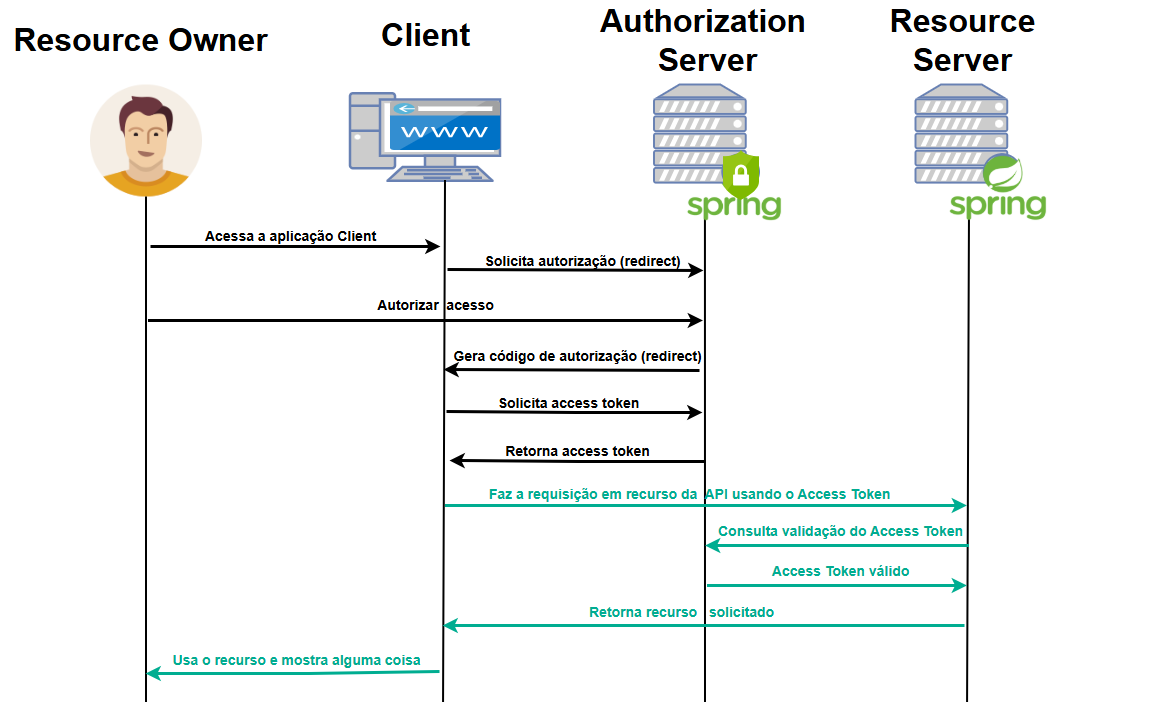 Resource Owner
Client
Authorization
Server
Resource
Server
WWW
spring
spring
Acessa a aplicação Client
Solicita autorização (redirect)
Autorizar acesso
Gera código de autorização (redirect)
Solicita access token
Retorna access token
Faz a requisição em recurso da API usando o Access Token
Consulta validação do Access Token
Access Token válido
Retorna recurso solicitado
Usa o recurso e mostra alguma coisa